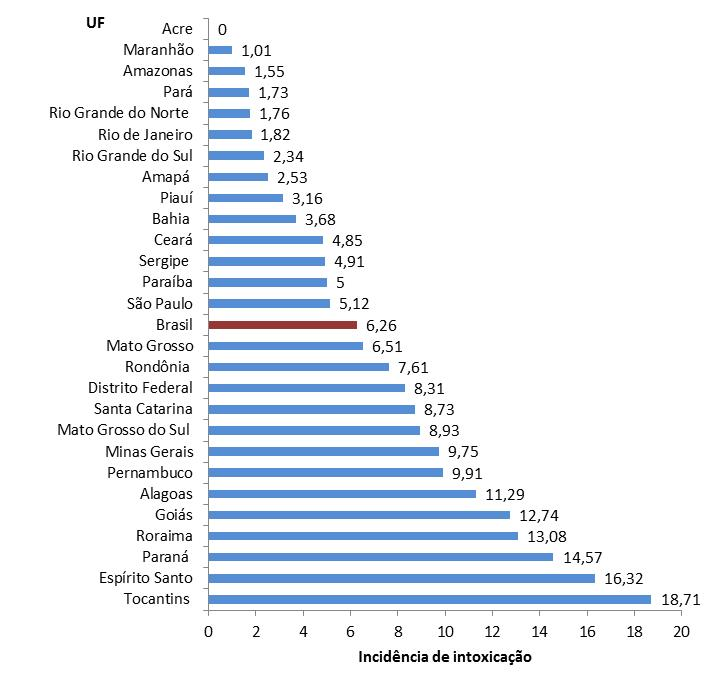 UF
Acre 0
Maranhão 1,01
Amazonas 1,55
Pará 1,73
Rio Grande do Norte 1,76
Rio de Janeiro 1,82
Rio Grande do Sul 2,34
Amapá 2,53
Piauí 3,16
Bahia 3,68
Ceará 4,85
Sergipe 4,91
Paraíba 5
São Paulo 5,12
Brasil 6,26
Mato Grosso 6,51
Rondônia 7,61
Distrito Federal 8,31
Santa Catarina 8,73
Mato Grosso do Sul 8,93
Minas Gerais 9,75
Pernambuco 9,91
Alagoas 11,29
Goiás 12,74
Roraima 13,08
Paraná 14,57
Espírito Santo 16,32
Tocantins 18,71
0 2 4 6 8 10 12 14 16 18 20
Incidência de intoxicação